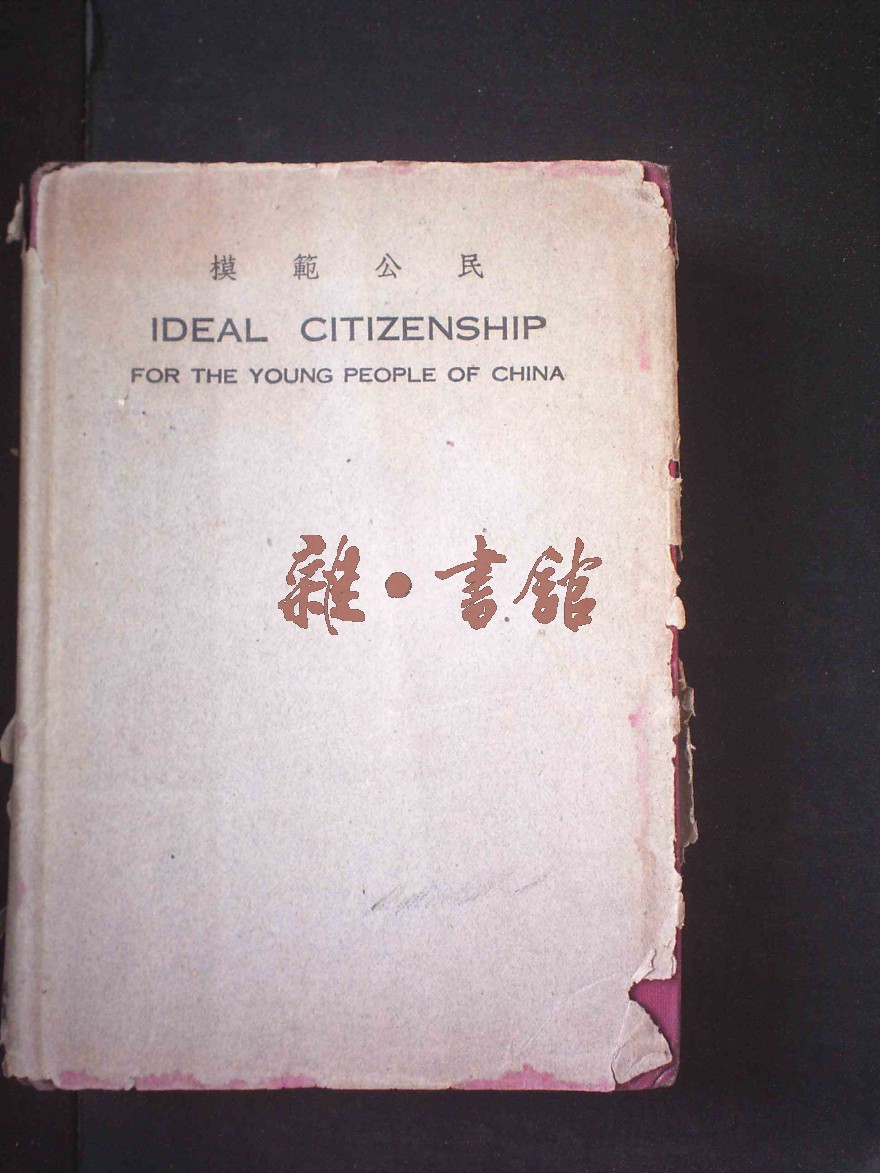 模範公民
IDEAL CITIZENSHIP
FOR THE YOUNG PEOPLE OF CHINA
雜·書館